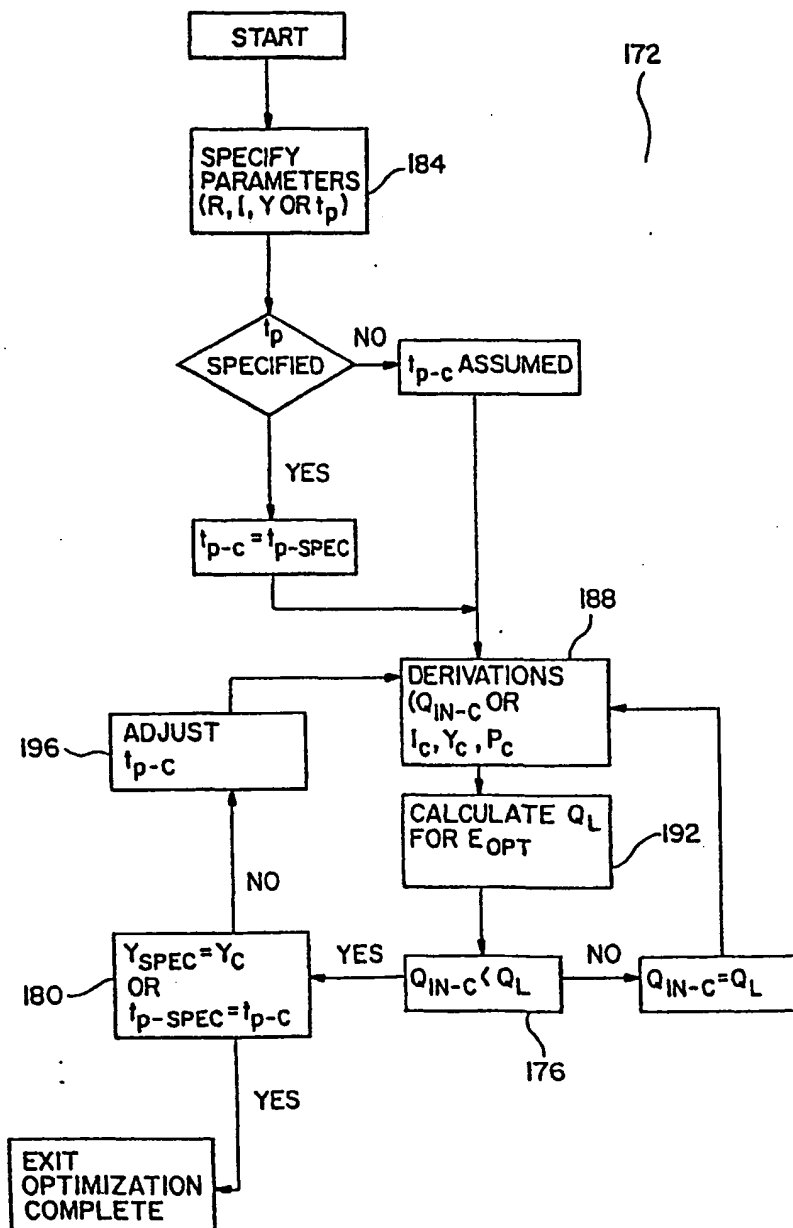 START
172
SPECIFY
PARAMETERS
(R, I, Y OR tp)
184
tp
SPECIFIED
NO
tp-c ASSUMED
YES
tp-c = tp-SPEC
188
DERIVATIONS
(QIN-C OR
IC, YC, PC
ADJUST
tp-C
196
CALCULATE QL
FOR EOPT
192
NO
YSPEC=YC
OR
tp-SPEC=tp-C
180
YES
QIN-C < QL
NO
QIN-C=QL
176
YES
EXIT
OPTIMIZATION
COMPLETE